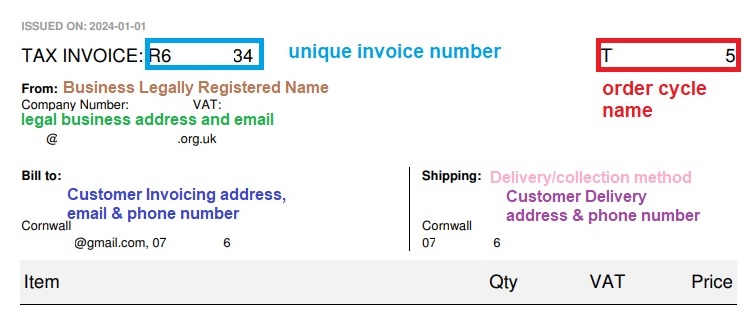 ISSUED ON: 2024-01-01
TAX INVOICE: R6 34 unique invoice number T 5
From: Business Legally Registered Name
order cycle name
Company Number: VAT:
legal business address and email
@ .org.uk
Bill to:
Customer Invoicing address,
email & phone number
Cornwall
@gmail.com, 07 6
Shipping: Delivery/collection method
Customer Delivery
address & phone number
Cornwall
07 6
Item Qty VAT Price